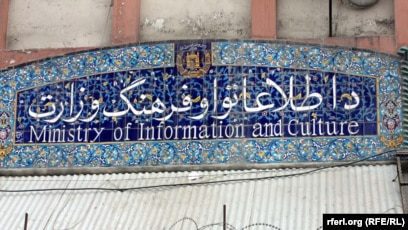 د اطلاعاتو او فرهنګ وزارت
Ministry of Information and Culture
rferl.org (RFE/RL)